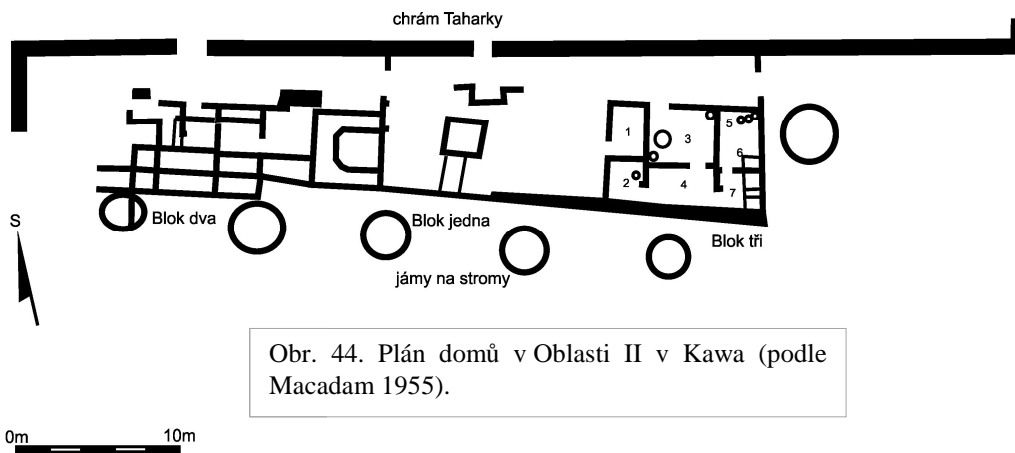 chrám Taharky
1
2
3
4
5
6
7
Blok dva
Blok jedna
Blok tři
S
jámy na stromy
Obr. 44. Plán domů v Oblasti II v Kawa (podle
Macadam 1955).
0m
10m